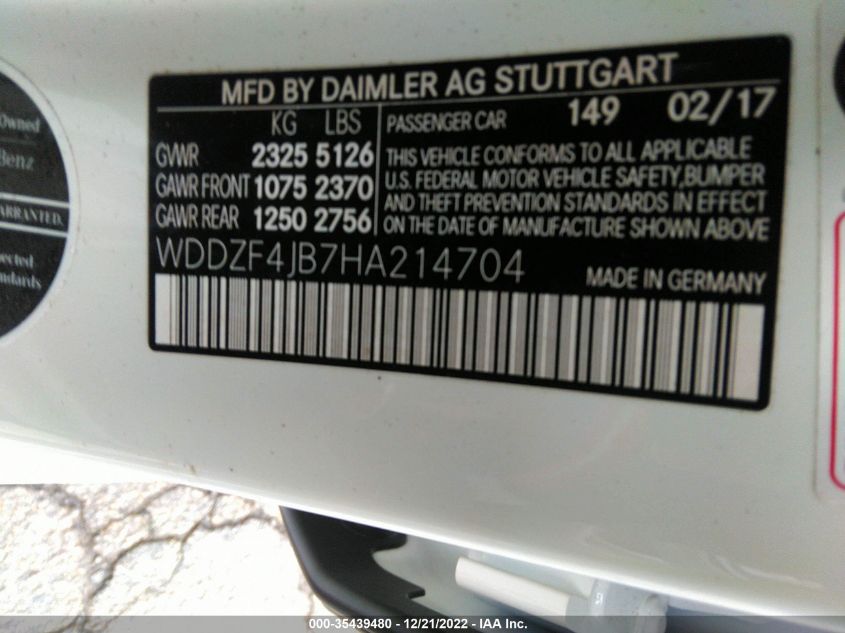 MFD BY DAIMLER AG STUTTGART
KG LBS
GVWR 2325 5126
GAWR FRONT 1075 2370
GAWR REAR 1250 2756
PASSENGER CAR 149 02/17
THIS VEHICLE CONFORMS TO ALL APPLICABLE
U.S. FEDERAL MOTOR VEHICLE SAFETY, BUMPER
AND THEFT PREVENTION STANDARDS IN EFFECT
ON THE DATE OF MANUFACTURE SHOWN ABOVE
WDDZF4JB7HA214704
MADE IN GERMANY
Owned
Benz
ARRANTED.
ected
ndards
000-35439480 - 12/21/2022 - IAA Inc.